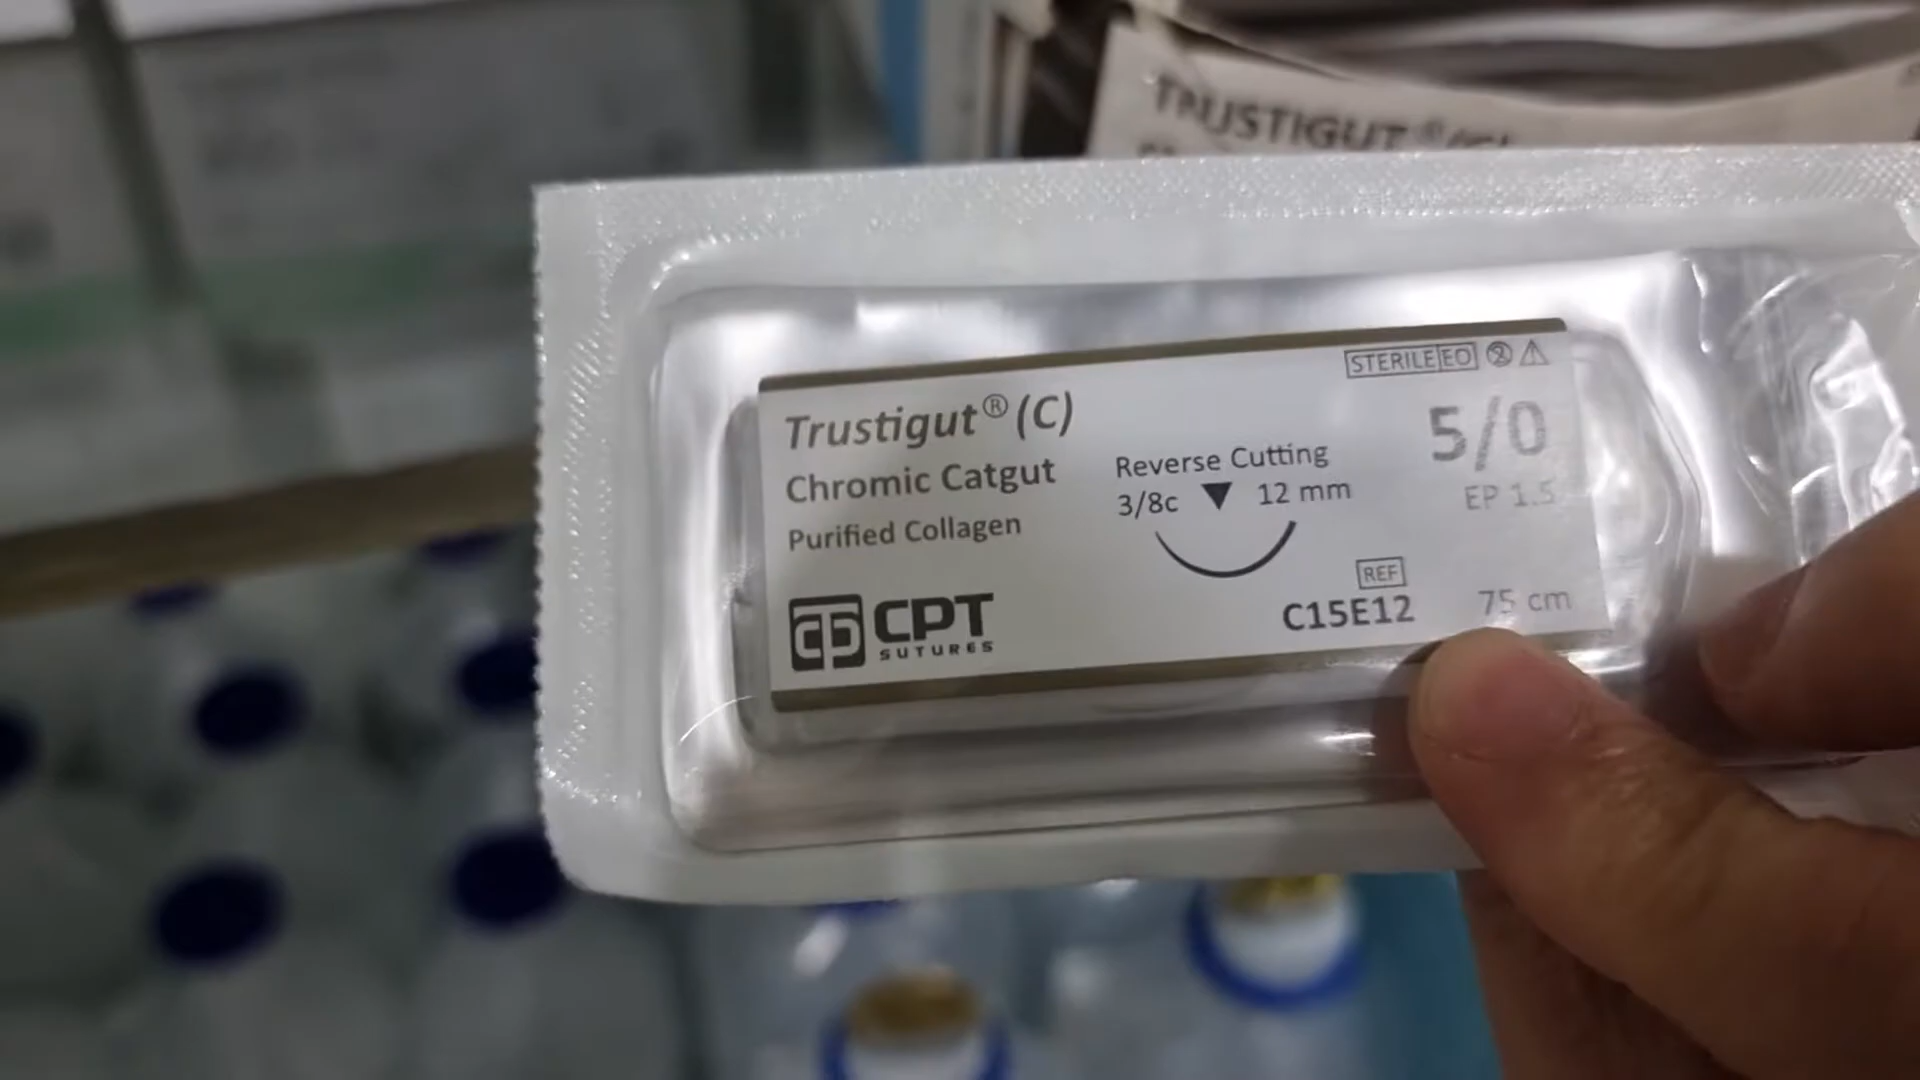 TRUSTIGUT®(C)
STERILE EO
Trustigut®(C)
Chromic Catgut
Purified Collagen
Reverse Cutting
3/8c ▼ 12 mm
5/0
EP 1.5
REF
C15E12
75 cm
CPT
SUTURES